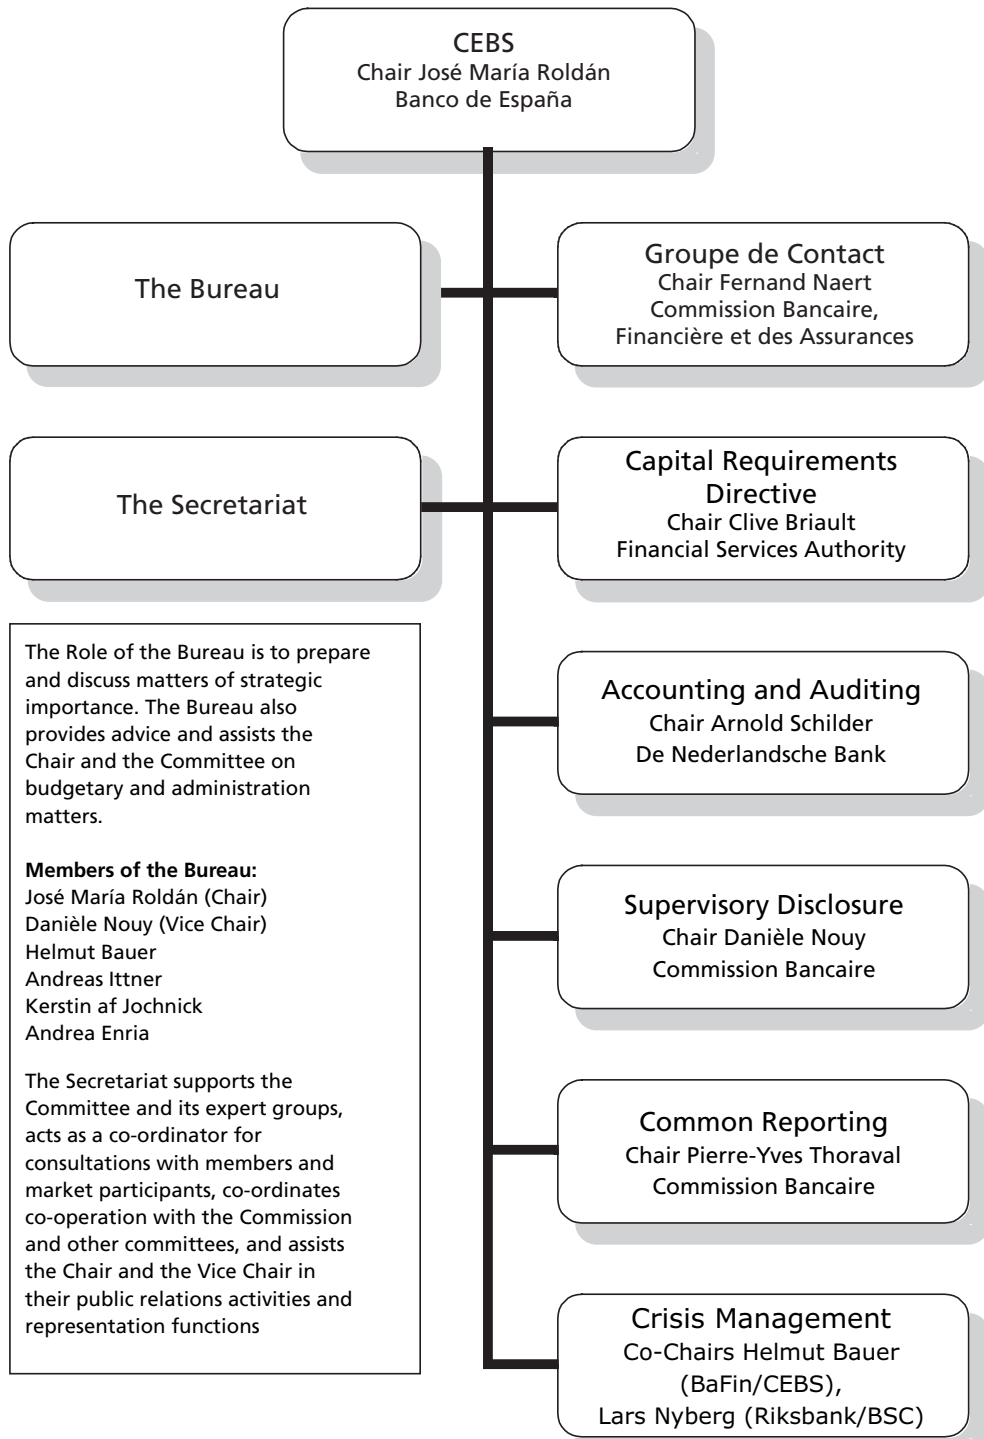 CEBS
Chair José María Roldán
Banco de España
The Bureau
Groupe de Contact
Chair Fernand Naert
Commission Bancaire,
Financière et des Assurances
The Secretariat
Capital Requirements
Directive
Chair Clive Briault
Financial Services Authority
The Role of the Bureau is to prepare
and discuss matters of strategic
importance. The Bureau also
provides advice and assists the
Chair and the Committee on
budgetary and administration
matters.
Members of the Bureau:
José María Roldán (Chair)
Danièle Nouy (Vice Chair)
Helmut Bauer
Andreas Ittner
Kerstin af Jochnick
Andrea Enria
The Secretariat supports the
Committee and its expert groups,
acts as a co-ordinator for
consultations with members and
market participants, co-ordinates
co-operation with the Commission
and other committees, and assists
the Chair and the Vice Chair in
their public relations activities and
representation functions
Accounting and Auditing
Chair Arnold Schilder
De Nederlandsche Bank
Supervisory Disclosure
Chair Danièle Nouy
Commission Bancaire
Common Reporting
Chair Pierre-Yves Thoraval
Commission Bancaire
Crisis Management
Co-Chairs Helmut Bauer
(BaFin/CEBS),
Lars Nyberg (Riksbank/BSC)